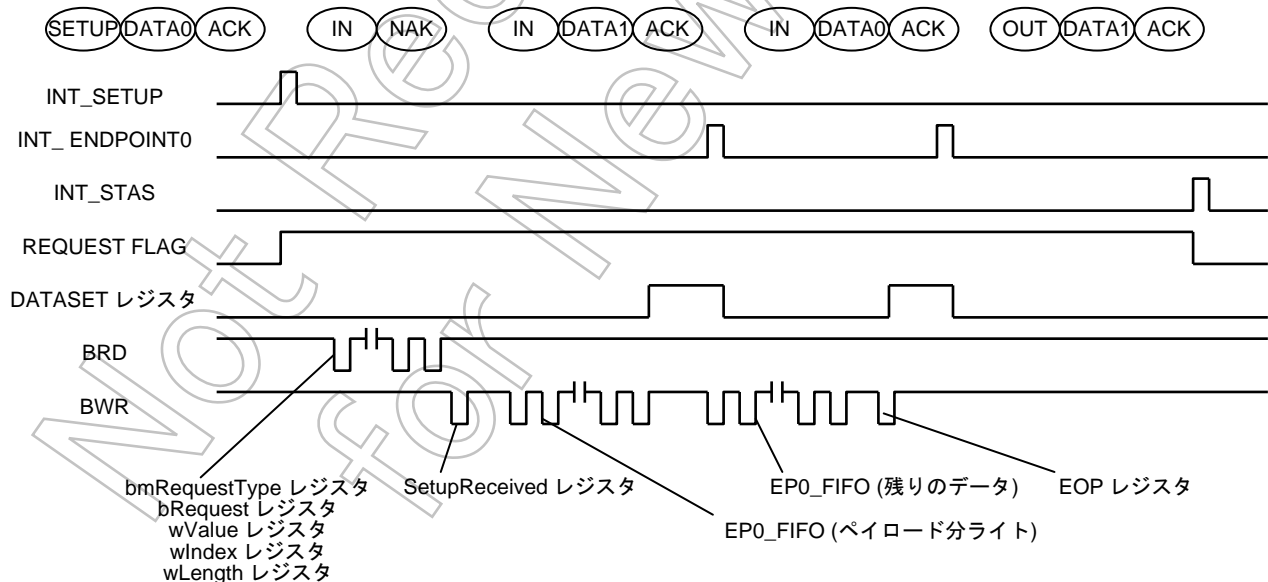 SETUP DATA0 ACK IN NAK IN DATA1 ACK IN DATA0 ACK OUT DATA1 ACK
INT_SETUP
INT_ ENDPOINT0
INT_STAS
REQUEST FLAG
DATASET レジスタ
BRD
BWR
bmRequestType レジスタ
bRequest レジスタ
wValue レジスタ
wIndex レジスタ
wLength レジスタ
SetupReceived レジスタ
EP0_FIFO (ペイロード分ライト)
EP0_FIFO (残りのデータ)
EOP レジスタ
Not Re
for New